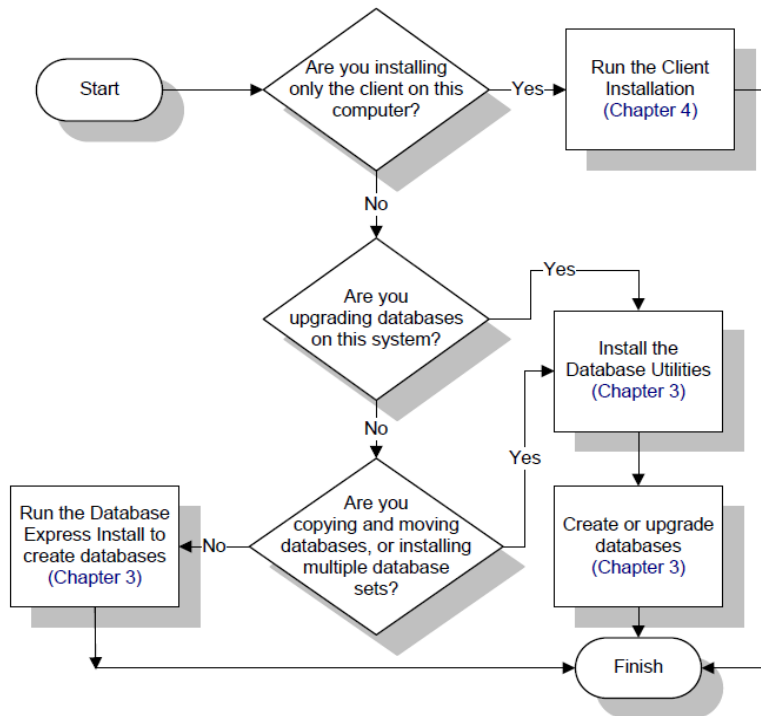 Start
Are you installing
only the client on this
computer?
Yes
Run the Client
Installation
(Chapter 4)
No
Are you
upgrading databases
on this system?
Yes
Install the
Database Utilities
(Chapter 3)
No
Yes
Are you
copying and moving
databases, or installing
multiple database
sets?
No
Run the Database
Express Install to
create databases
(Chapter 3)
Create or upgrade
databases
(Chapter 3)
Finish